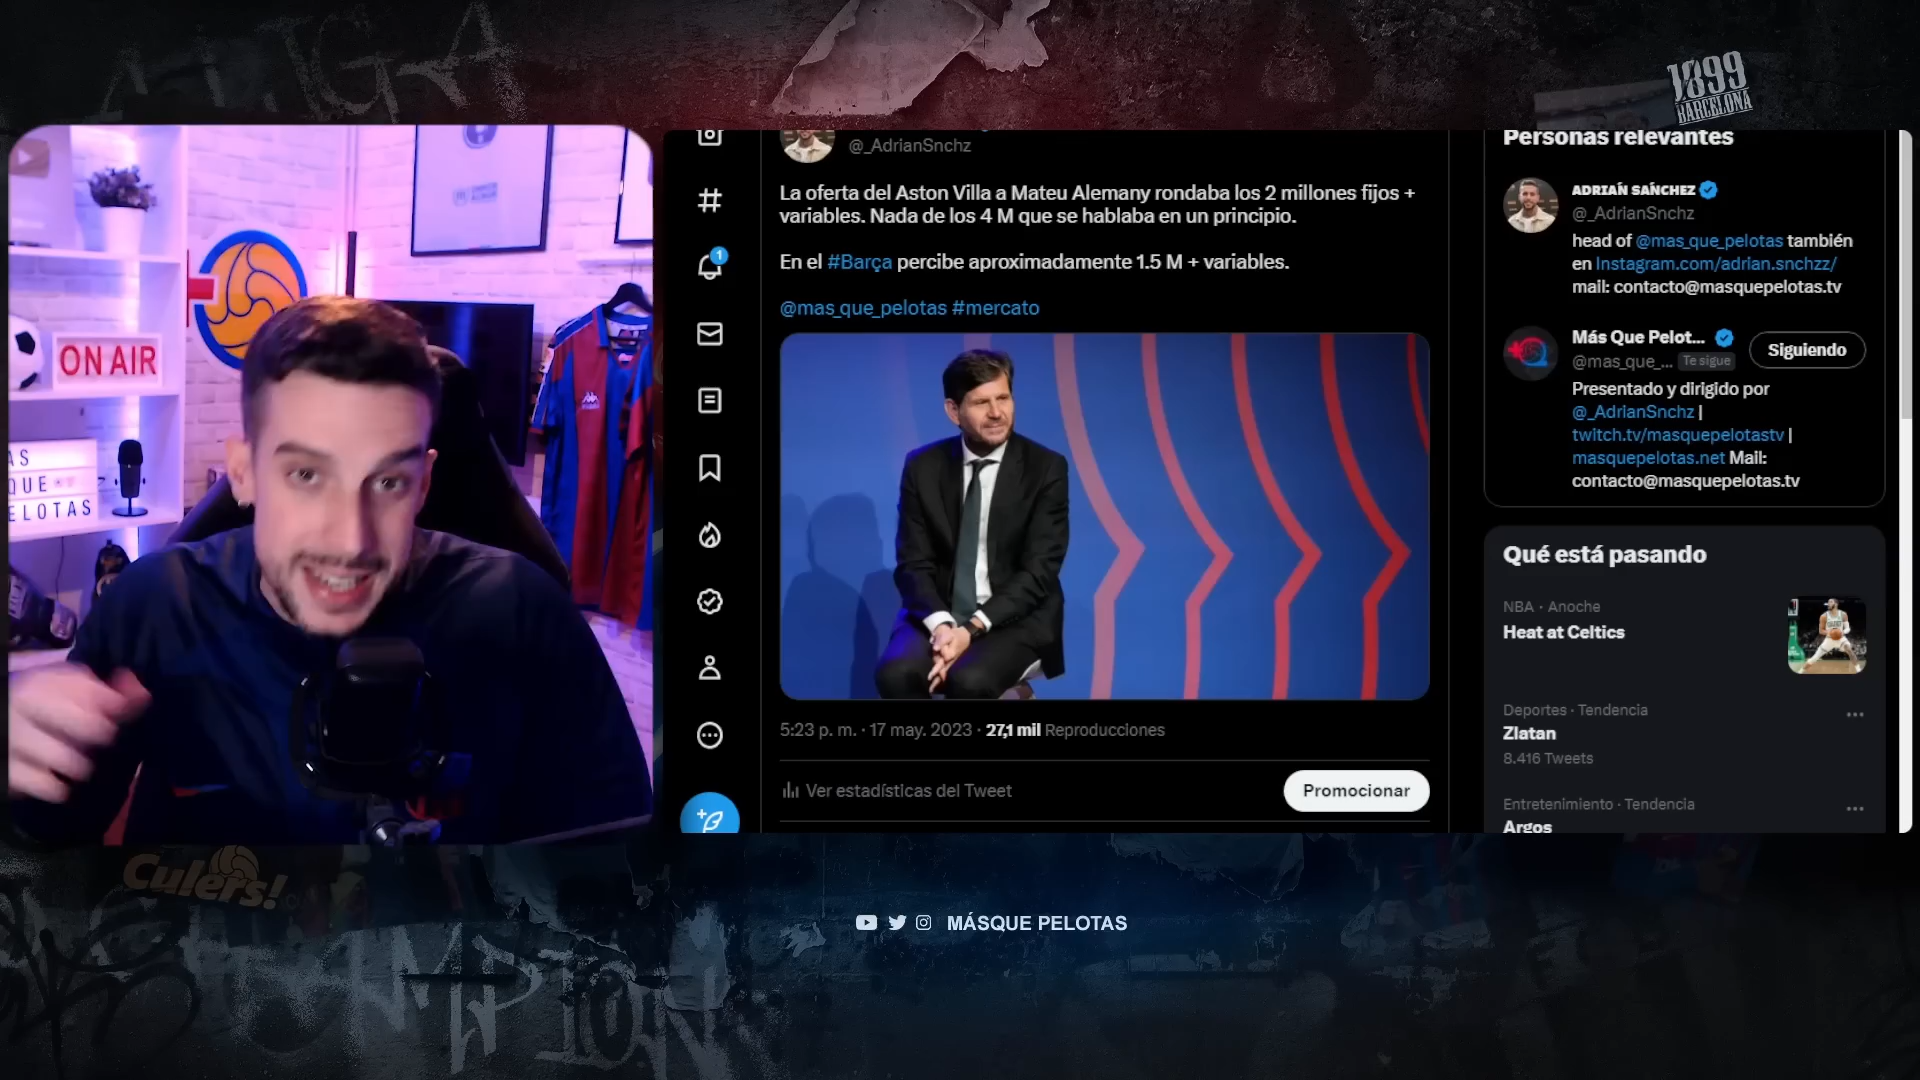 1899
BARCELONA
ON AIR
AS
QUE
ELOTAS
Kappa
@_AdrianSnchz
La oferta del Aston Villa a Mateu Alemany rondaba los 2 millones fijos +
variables. Nada de los 4 M que se hablaba en un principio.
En el #Barça percibe aproximadamente 1.5 M + variables.
@mas_que_pelotas #mercato
5:23 p. m. · 17 may. 2023 · 27,1 mil Reproducciones
Ver estadísticas del Tweet
Promocionar
1
Personas relevantes
ADRIÁN SÁNCHEZ
@_AdrianSnchz
head of @mas_que_pelotas también
en Instagram.com/adrian.snchzz/
mail: contacto@masquepelotas.tv
Más Que Pelot...
@mas_que_... Te sigue
Siguiendo
Presentado y dirigido por
@_AdrianSnchz |
twitch.tv/masquepelotastv |
masquepelotas.net Mail:
contacto@masquepelotas.tv
Qué está pasando
NBA · Anoche
Heat at Celtics
Deportes · Tendencia
Zlatan
8.416 Tweets
Entretenimiento · Tendencia
Argos
Culers!
MÁSQUE PELOTAS